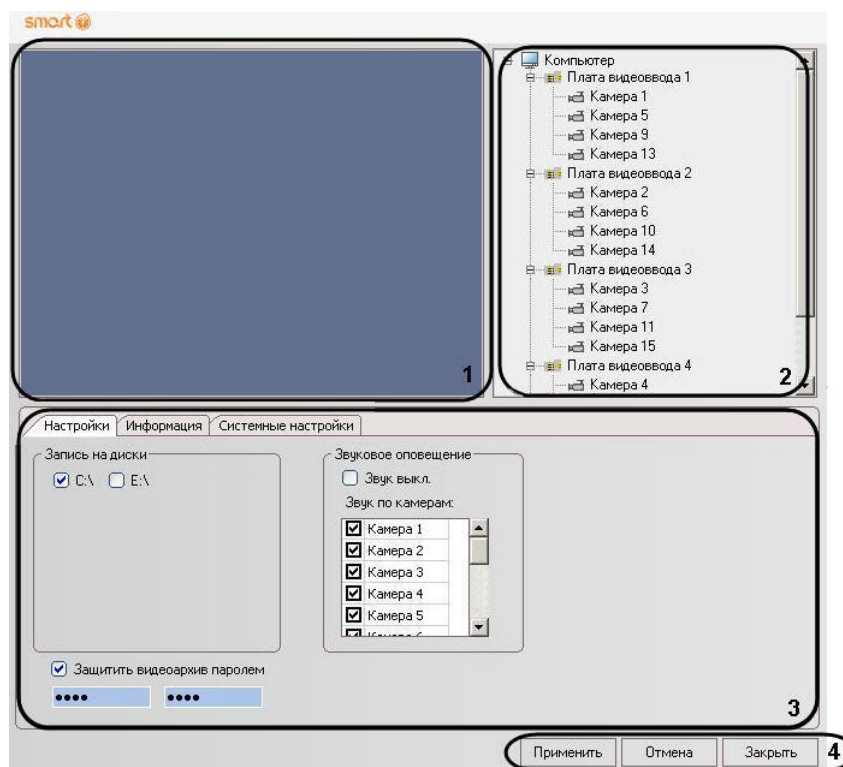 smart
Компьютер
Плата видеоввода 1
Камера 1
Камера 5
Камера 9
Камера 13
Плата видеоввода 2
Камера 2
Камера 6
Камера 10
Камера 14
Плата видеоввода 3
Камера 3
Камера 7
Камера 11
Камера 15
Плата видеоввода 4
Камера 4
1
2
Настройки Информация Системные настройки
Запись на диски
C:\ E:\
Звуковое оповещение
Звук выкл.
Звук по камерам:
Камера 1
Камера 2
Камера 3
Камера 4
Камера 5
Защитить видеоархив паролем
3
Применить Отмена Закрыть 4